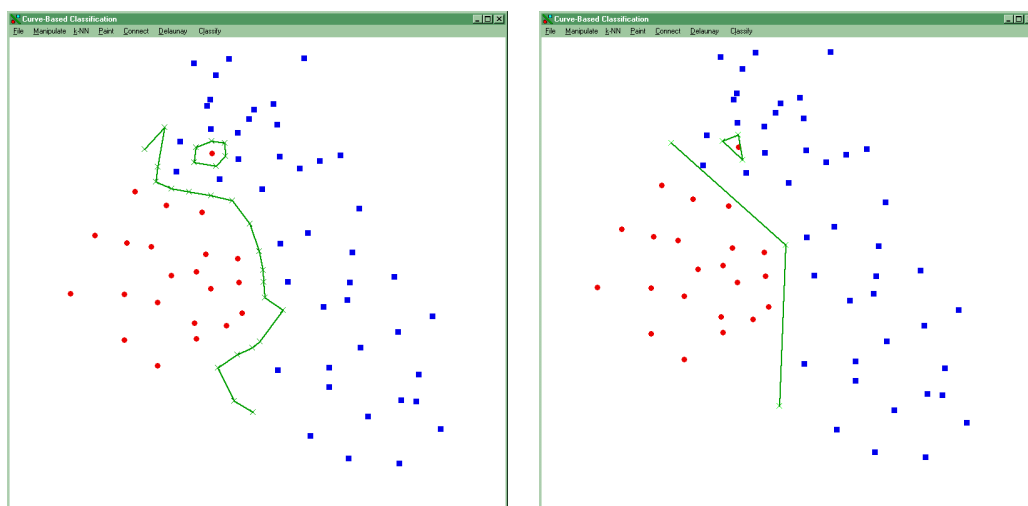 Curve-Based Classification
File Manipulate k-NN Paint Connect Delaunay Classify
Curve-Based Classification
File Manipulate k-NN Paint Connect Delaunay Classify